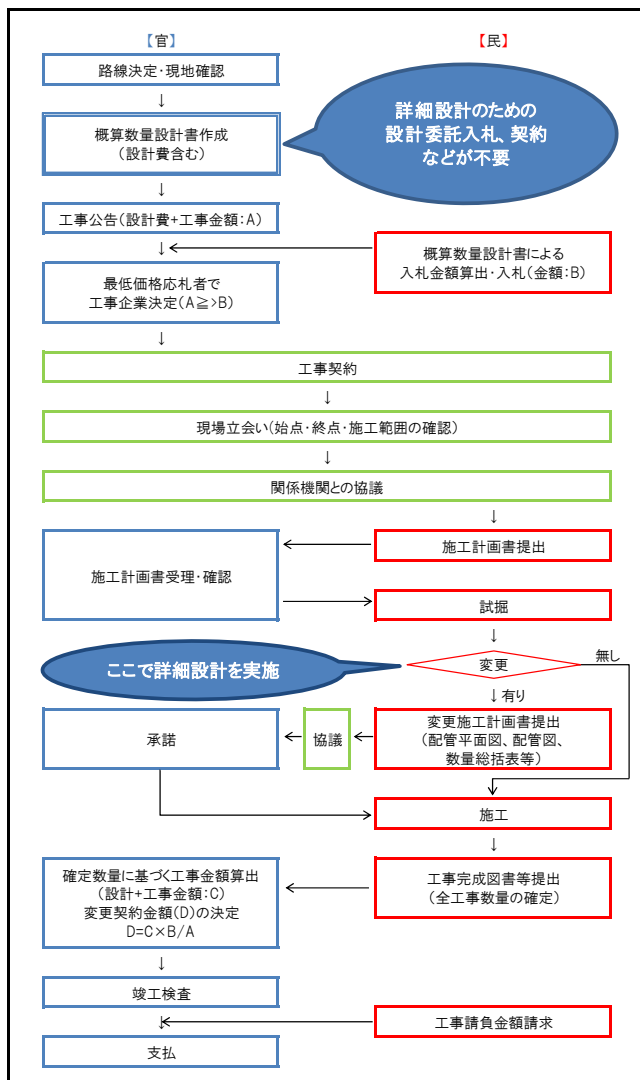 【官】
【民】
路線決定・現地確認
↓
概算数量設計書作成
(設計費含む)
詳細設計のための
設計委託入札、契約
などが不要
↓
工事公告(設計費+工事金額:A)
↓
概算数量設計書による
入札金額算出・入札(金額:B)
最低価格応札者で
工事企業決定(A≧>B)
↓
工事契約
↓
現場立会い(始点・終点・施工範囲の確認)
↓
関係機関との協議
↓
施工計画書提出
施工計画書受理・確認
試掘
↓
ここで詳細設計を実施
変更
無し
↓有り
承諾
協議
変更施工計画書提出
(配管平面図、配管図、
数量総括表等)
↓
施工
↓
確定数量に基づく工事金額算出
(設計+工事金額:C)
変更契約金額(D)の決定
D=C×B/A
工事完成図書等提出
(全工事数量の確定)
↓
竣工検査
↓
工事請負金額請求
支払